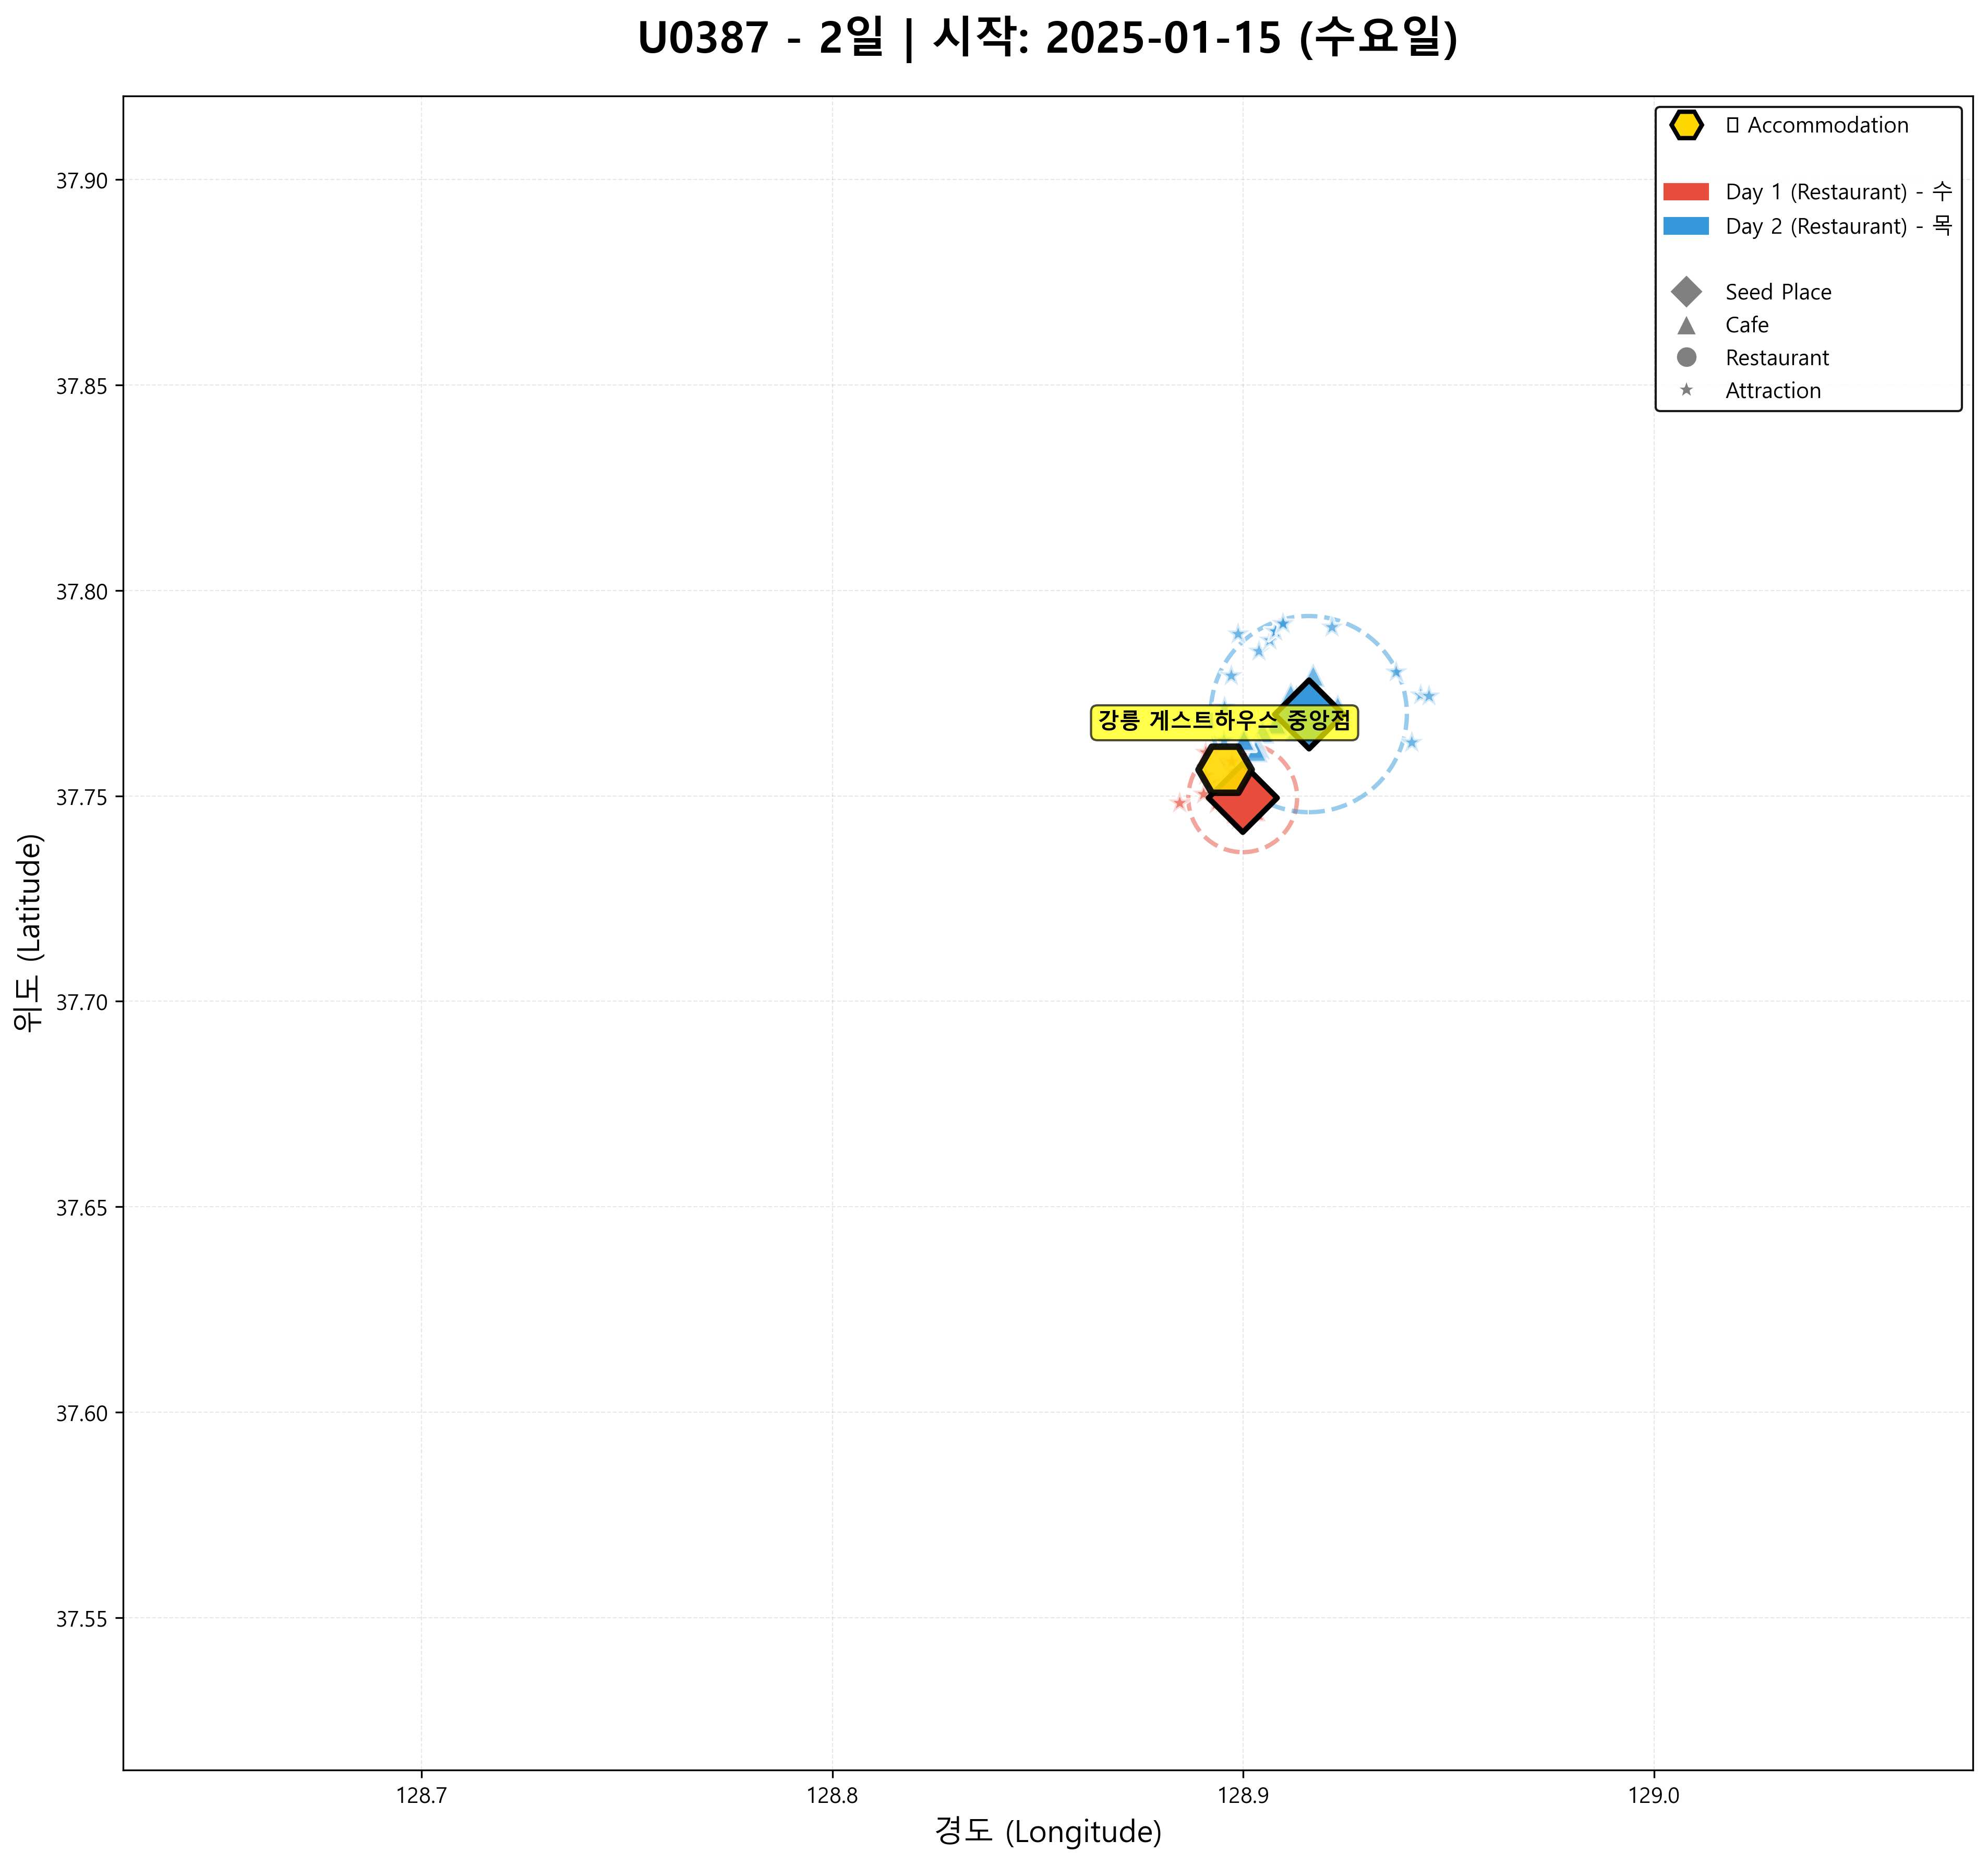 U0387 - 2일 | 시작: 2025-01-15 (수요일)
Accommodation
Day 1 (Restaurant) - 수
Day 2 (Restaurant) - 목
Seed Place
Cafe
Restaurant
Attraction
37.90
37.85
37.80
37.75
37.70
37.65
37.60
37.55
강릉 게스트하우스 중앙점
위도 (Latitude)
128.7
128.8
128.9
129.0
경도 (Longitude)